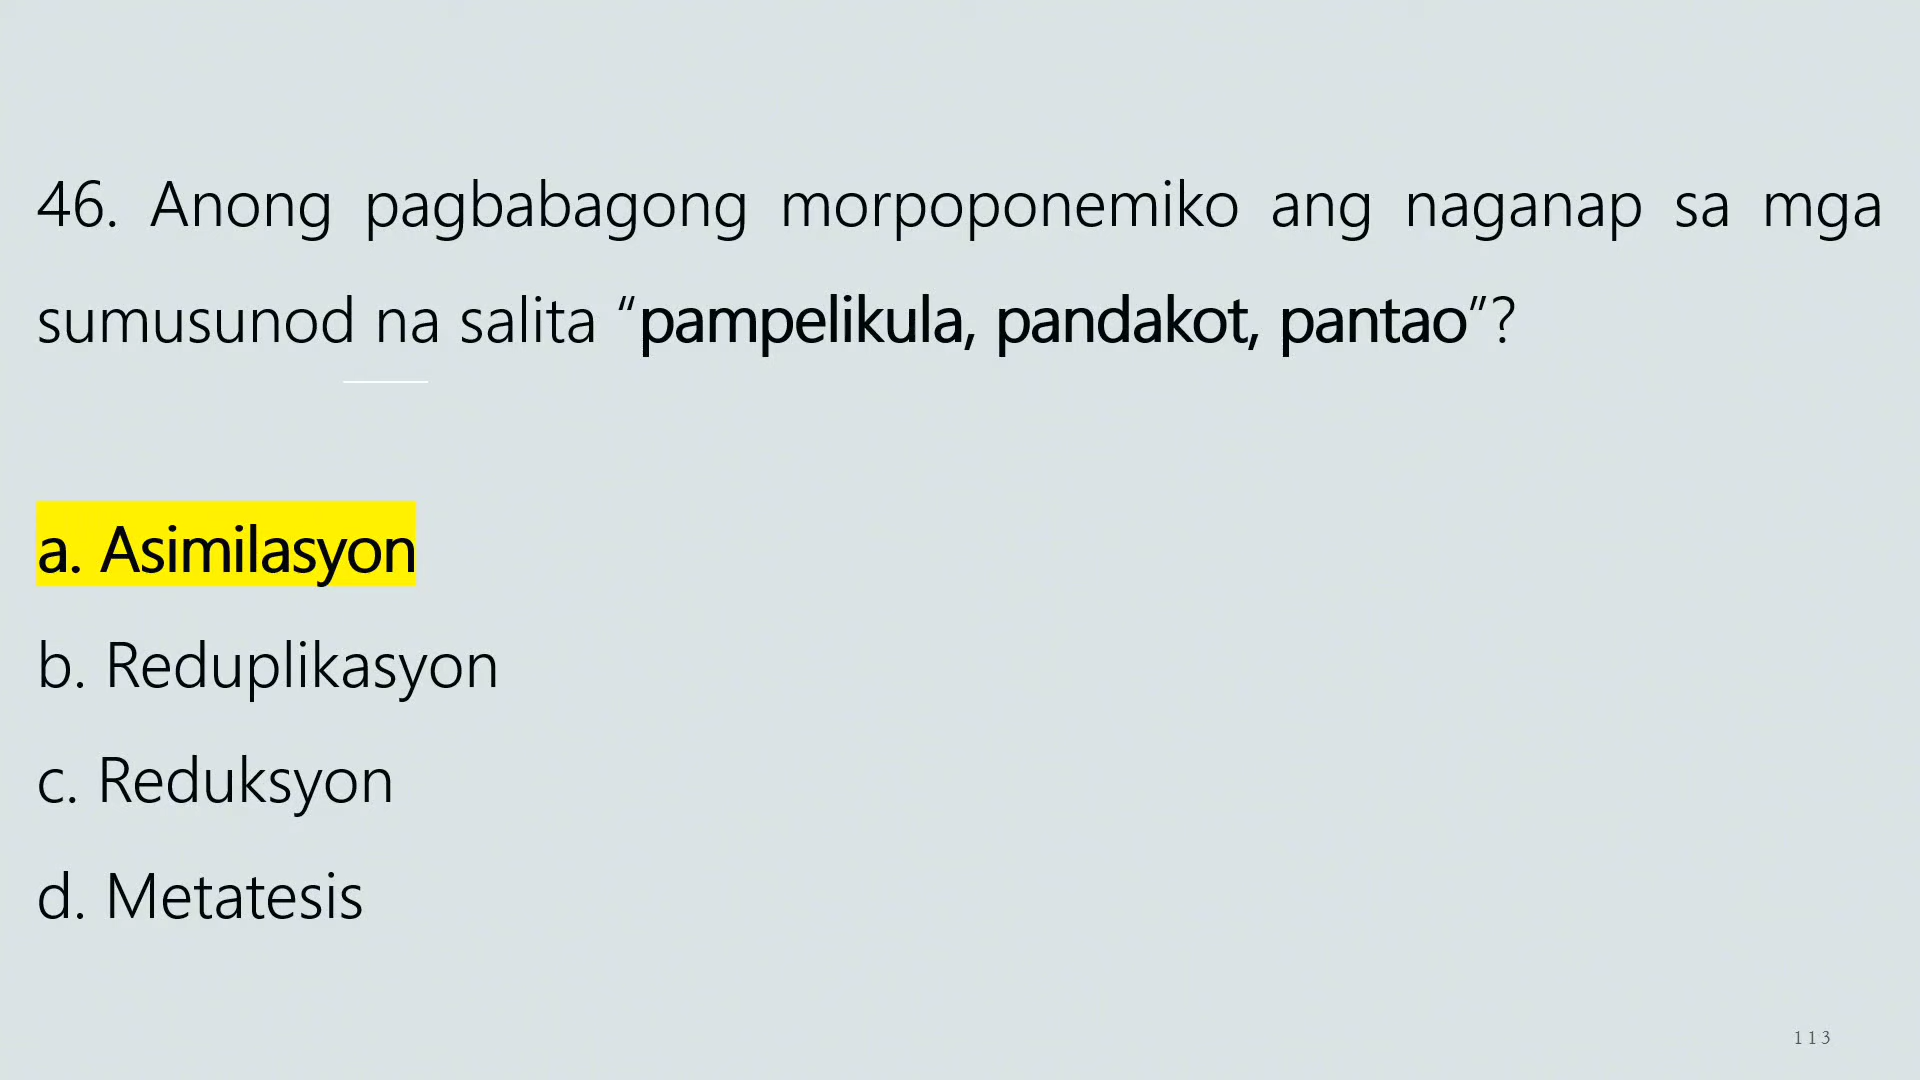 46. Anong pagbabagong morpoponemiko ang naganap sa mga
sumusunod na salita “pampelikula, pandakot, pantao”?
a. Asimilasyon
b. Reduplikasyon
c. Reduksyon
d. Metatesis
113